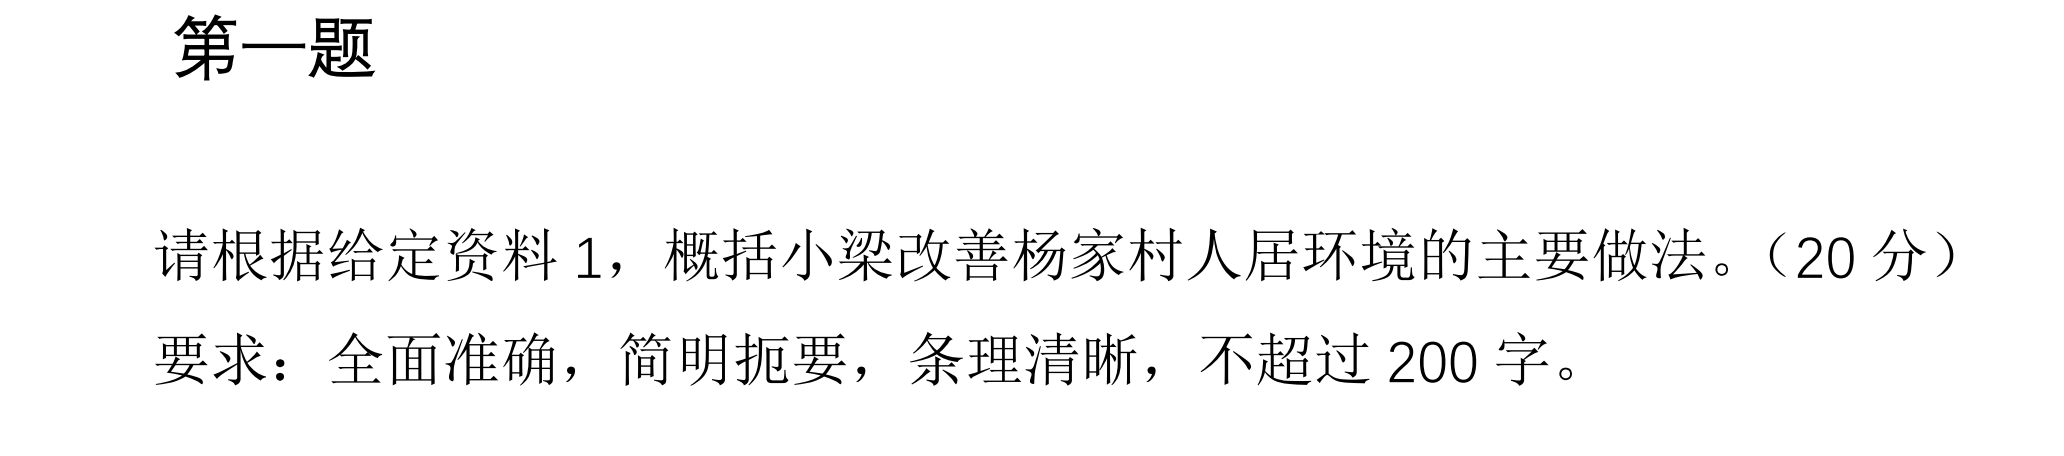 第一题
请根据给定资料 1，概括小梁改善杨家村人居环境的主要做法。（20 分）
要求：全面准确，简明扼要，条理清晰，不超过 200 字。